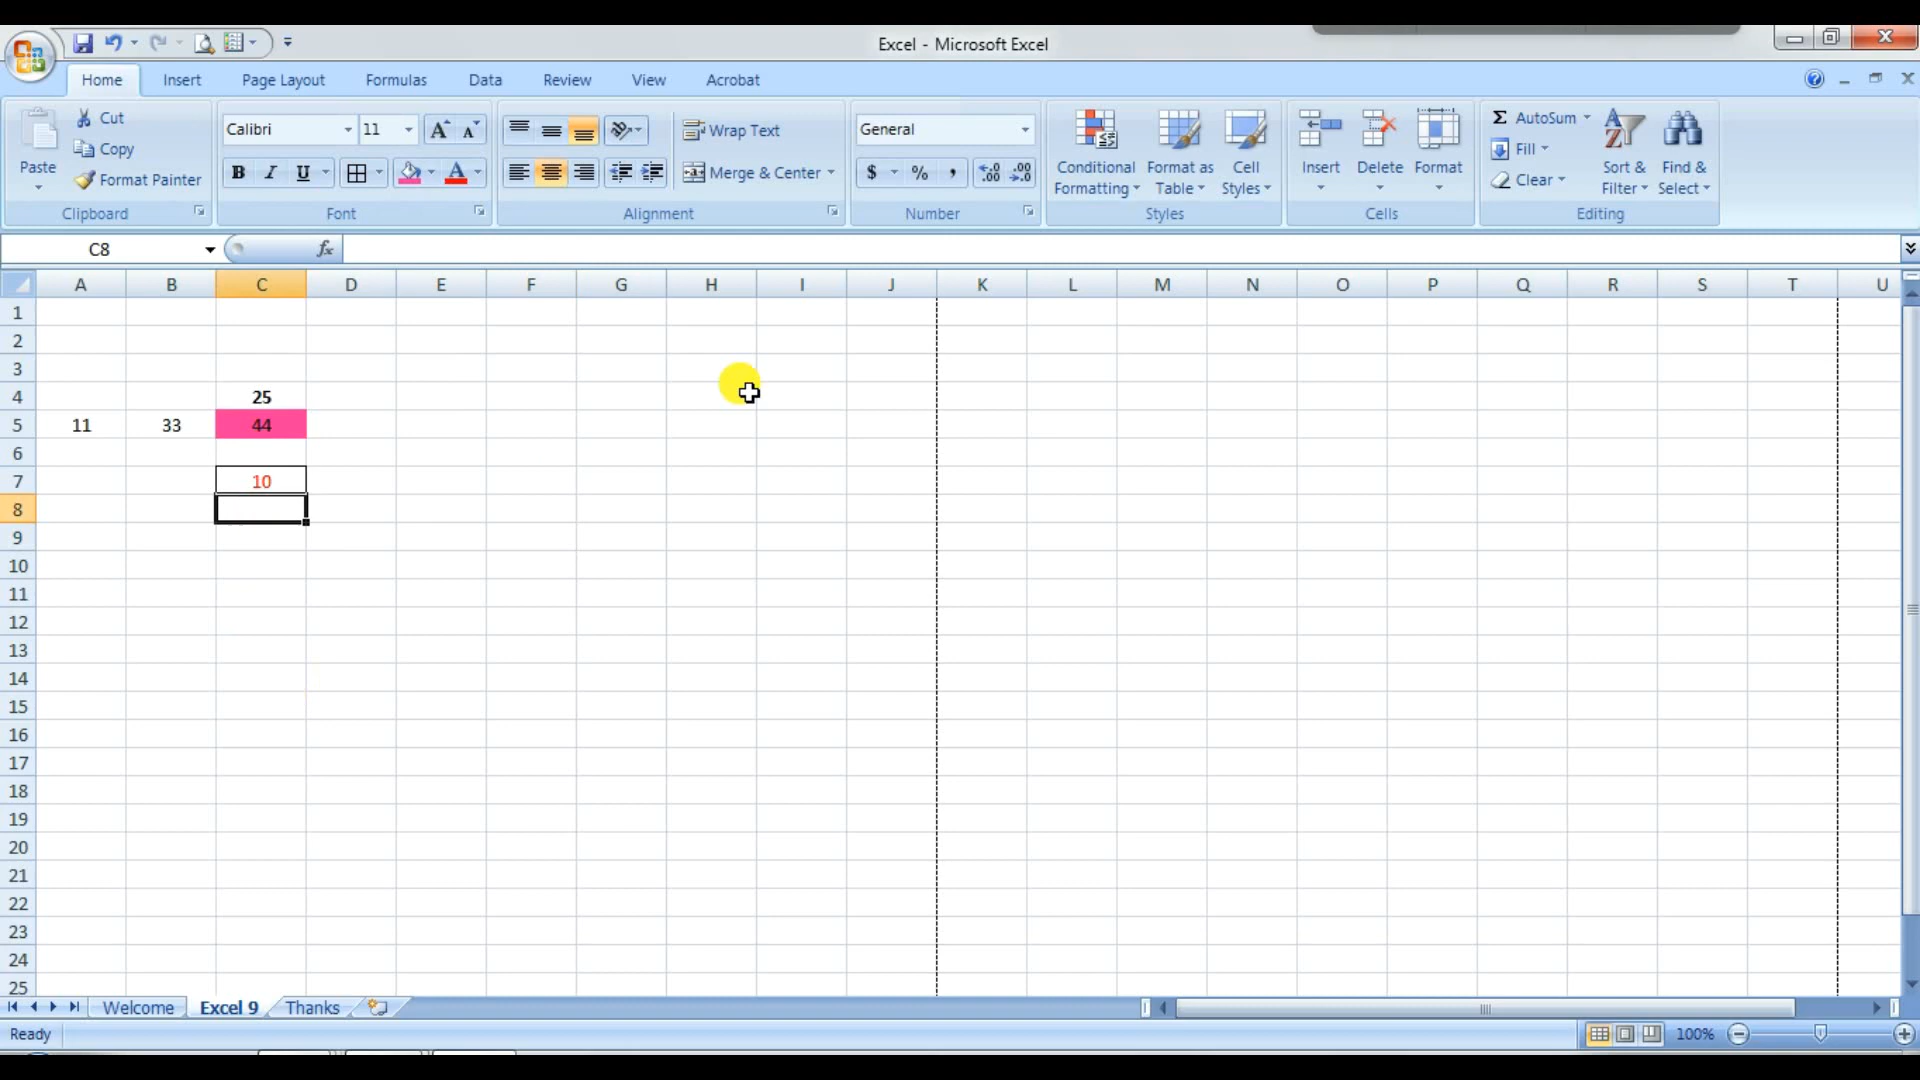 Excel - Microsoft Excel
Home Insert Page Layout Formulas Data Review View Acrobat
Paste
Cut
Copy
Format Painter
Clipboard
Calibri 11
B I U
Font
Wrap Text
Merge & Center
Alignment
General
$ % ,
Number
Conditional Formatting
Format as Table
Cell Styles
Styles
Insert Delete Format
Cells
Σ AutoSum
Fill
Clear
Sort & Filter
Find & Select
Editing
C8 fx
A B C D E F G H I J K L M N O P Q R S T U
1
2
3
4 25
5 11 33 44
6
7 10
8
9
10
11
12
13
14
15
16
17
18
19
20
21
22
23
24
25
Welcome Excel 9 Thanks
Ready 100%